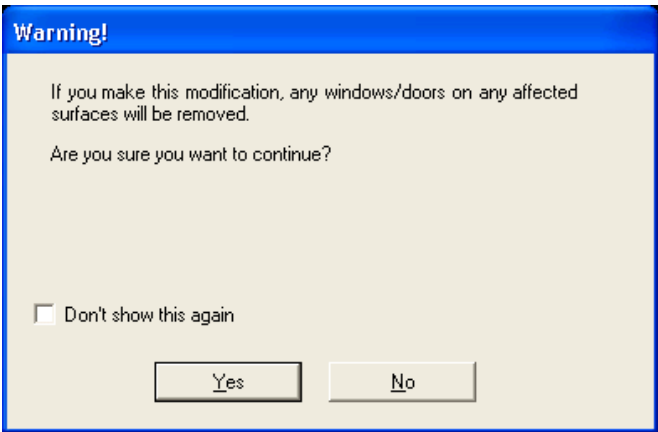 Warning!
If you make this modification, any windows/doors on any affected
surfaces will be removed.
Are you sure you want to continue?
Don't show this again
Yes
No